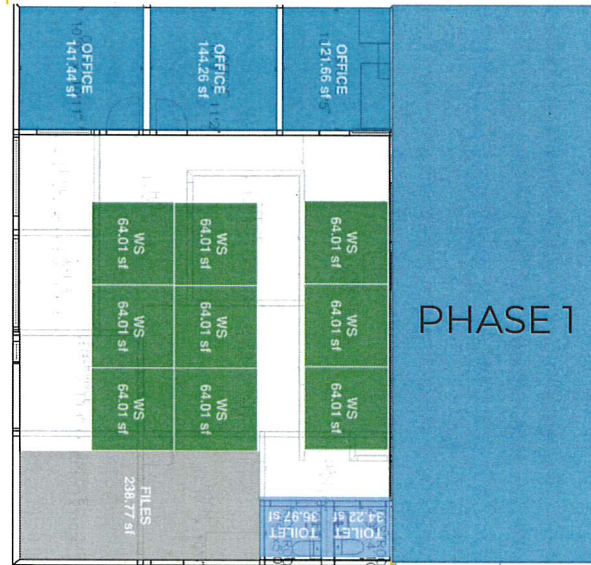 OFFICE
141.44 sf
OFFICE
144.26 sf
OFFICE
121.66 sf
WS
64.01 sf
WS
64.01 sf
WS
64.01 sf
WS
64.01 sf
WS
64.01 sf
WS
64.01 sf
WS
64.01 sf
WS
64.01 sf
WS
64.01 sf
PHASE 1
FILES
238.77 sf
TOILET
36.97 sf
TOILET
34.22 sf